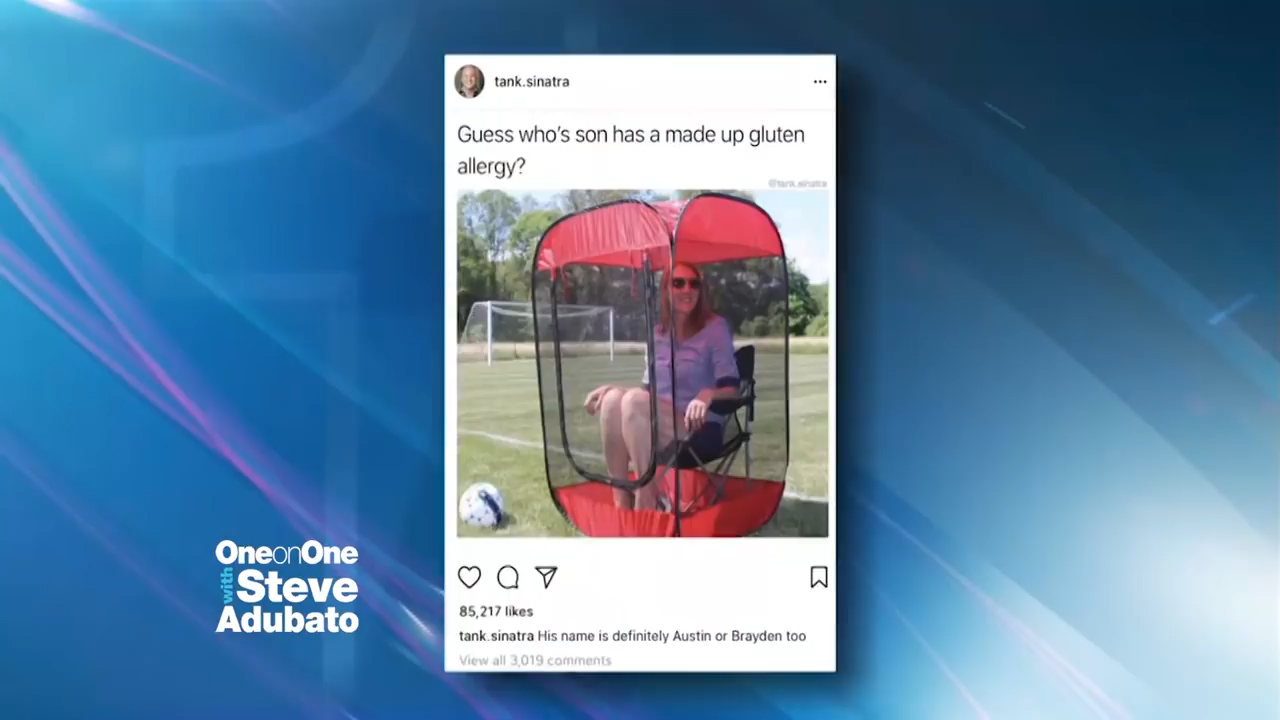 tank.sinatra
Guess who's son has a made up gluten
allergy?
@tank.sinatra
85,217 likes
tank.sinatra His name is definitely Austin or Brayden too
View all 3,019 comments
OneonOne
with
Steve
Adubato